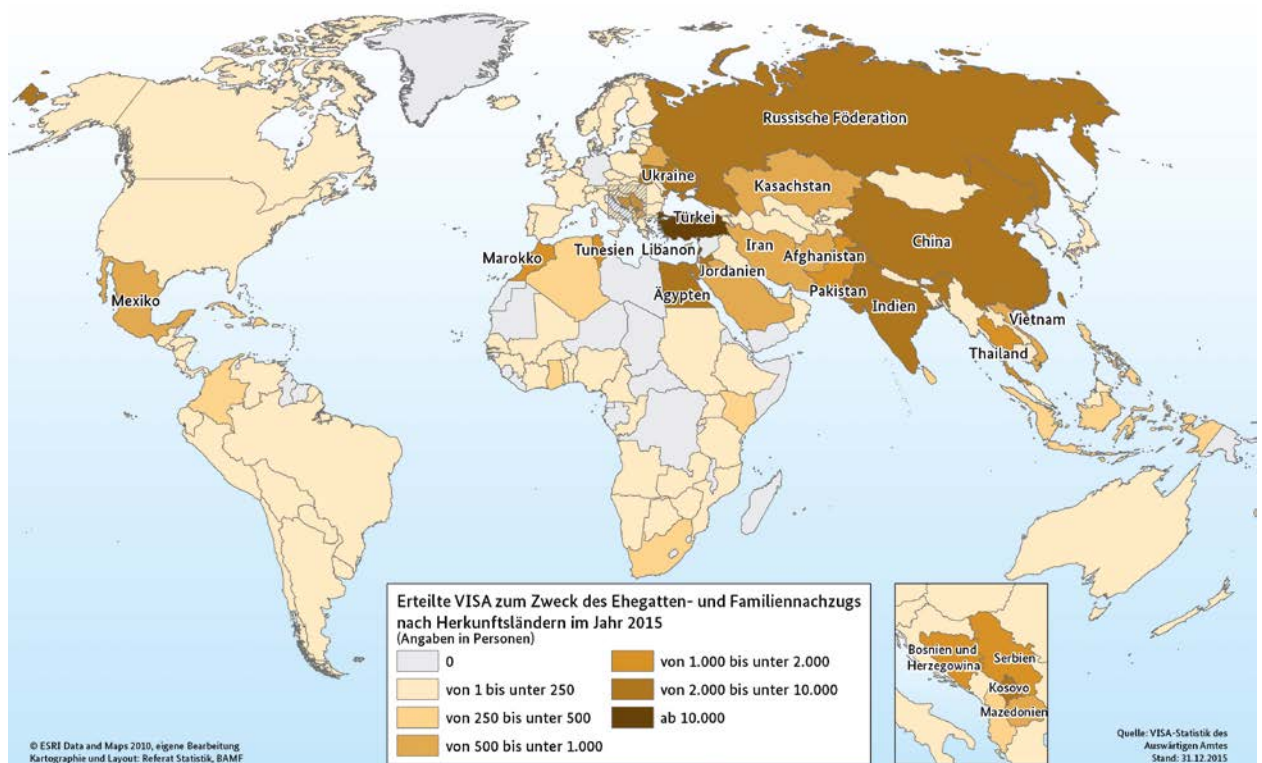 Russische Föderation
Ukraine
Kasachstan
Türkei
China
Marokko
Tunesien
Libanon
Iran
Afghanistan
Jordanien
Mexiko
Ägypten
Pakistan
Indien
Vietnam
Thailand
Erteilte VISA zum Zweck des Ehegatten- und Familiennachzugs
nach Herkunftsländern im Jahr 2015
(Angaben in Personen)
0
von 1 bis unter 250
von 250 bis unter 500
von 500 bis unter 1.000
von 1.000 bis unter 2.000
von 2.000 bis unter 10.000
ab 10.000
Bosnien und
Herzegowina
Serbien
Kosovo
Mazedonien
© ESRI Data and Maps 2010, eigene Bearbeitung
Kartographie und Layout: Referat Statistik, BAMF
Quelle: VISA-Statistik des
Auswärtigen Amtes
Stand: 31.12.2015